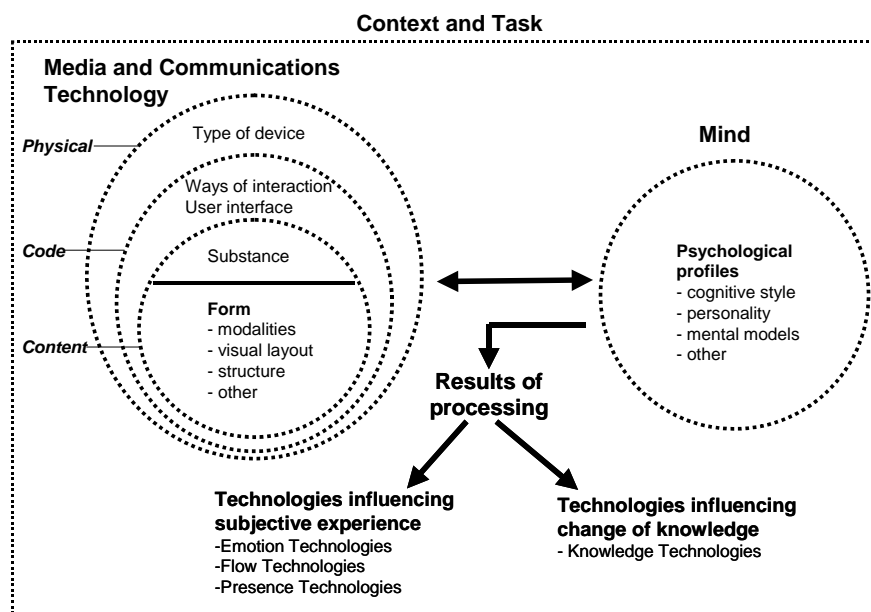 Context and Task
Media and Communications
Technology
Physical
Type of device
Ways of interaction
User interface
Code
Substance
Form
- modalities
- visual layout
- structure
- other
Content
Mind
Psychological
profiles
- cognitive style
- personality
- mental models
- other
Results of
processing
Technologies influencing
subjective experience
-Emotion Technologies
-Flow Technologies
-Presence Technologies
Technologies influencing
change of knowledge
- Knowledge Technologies